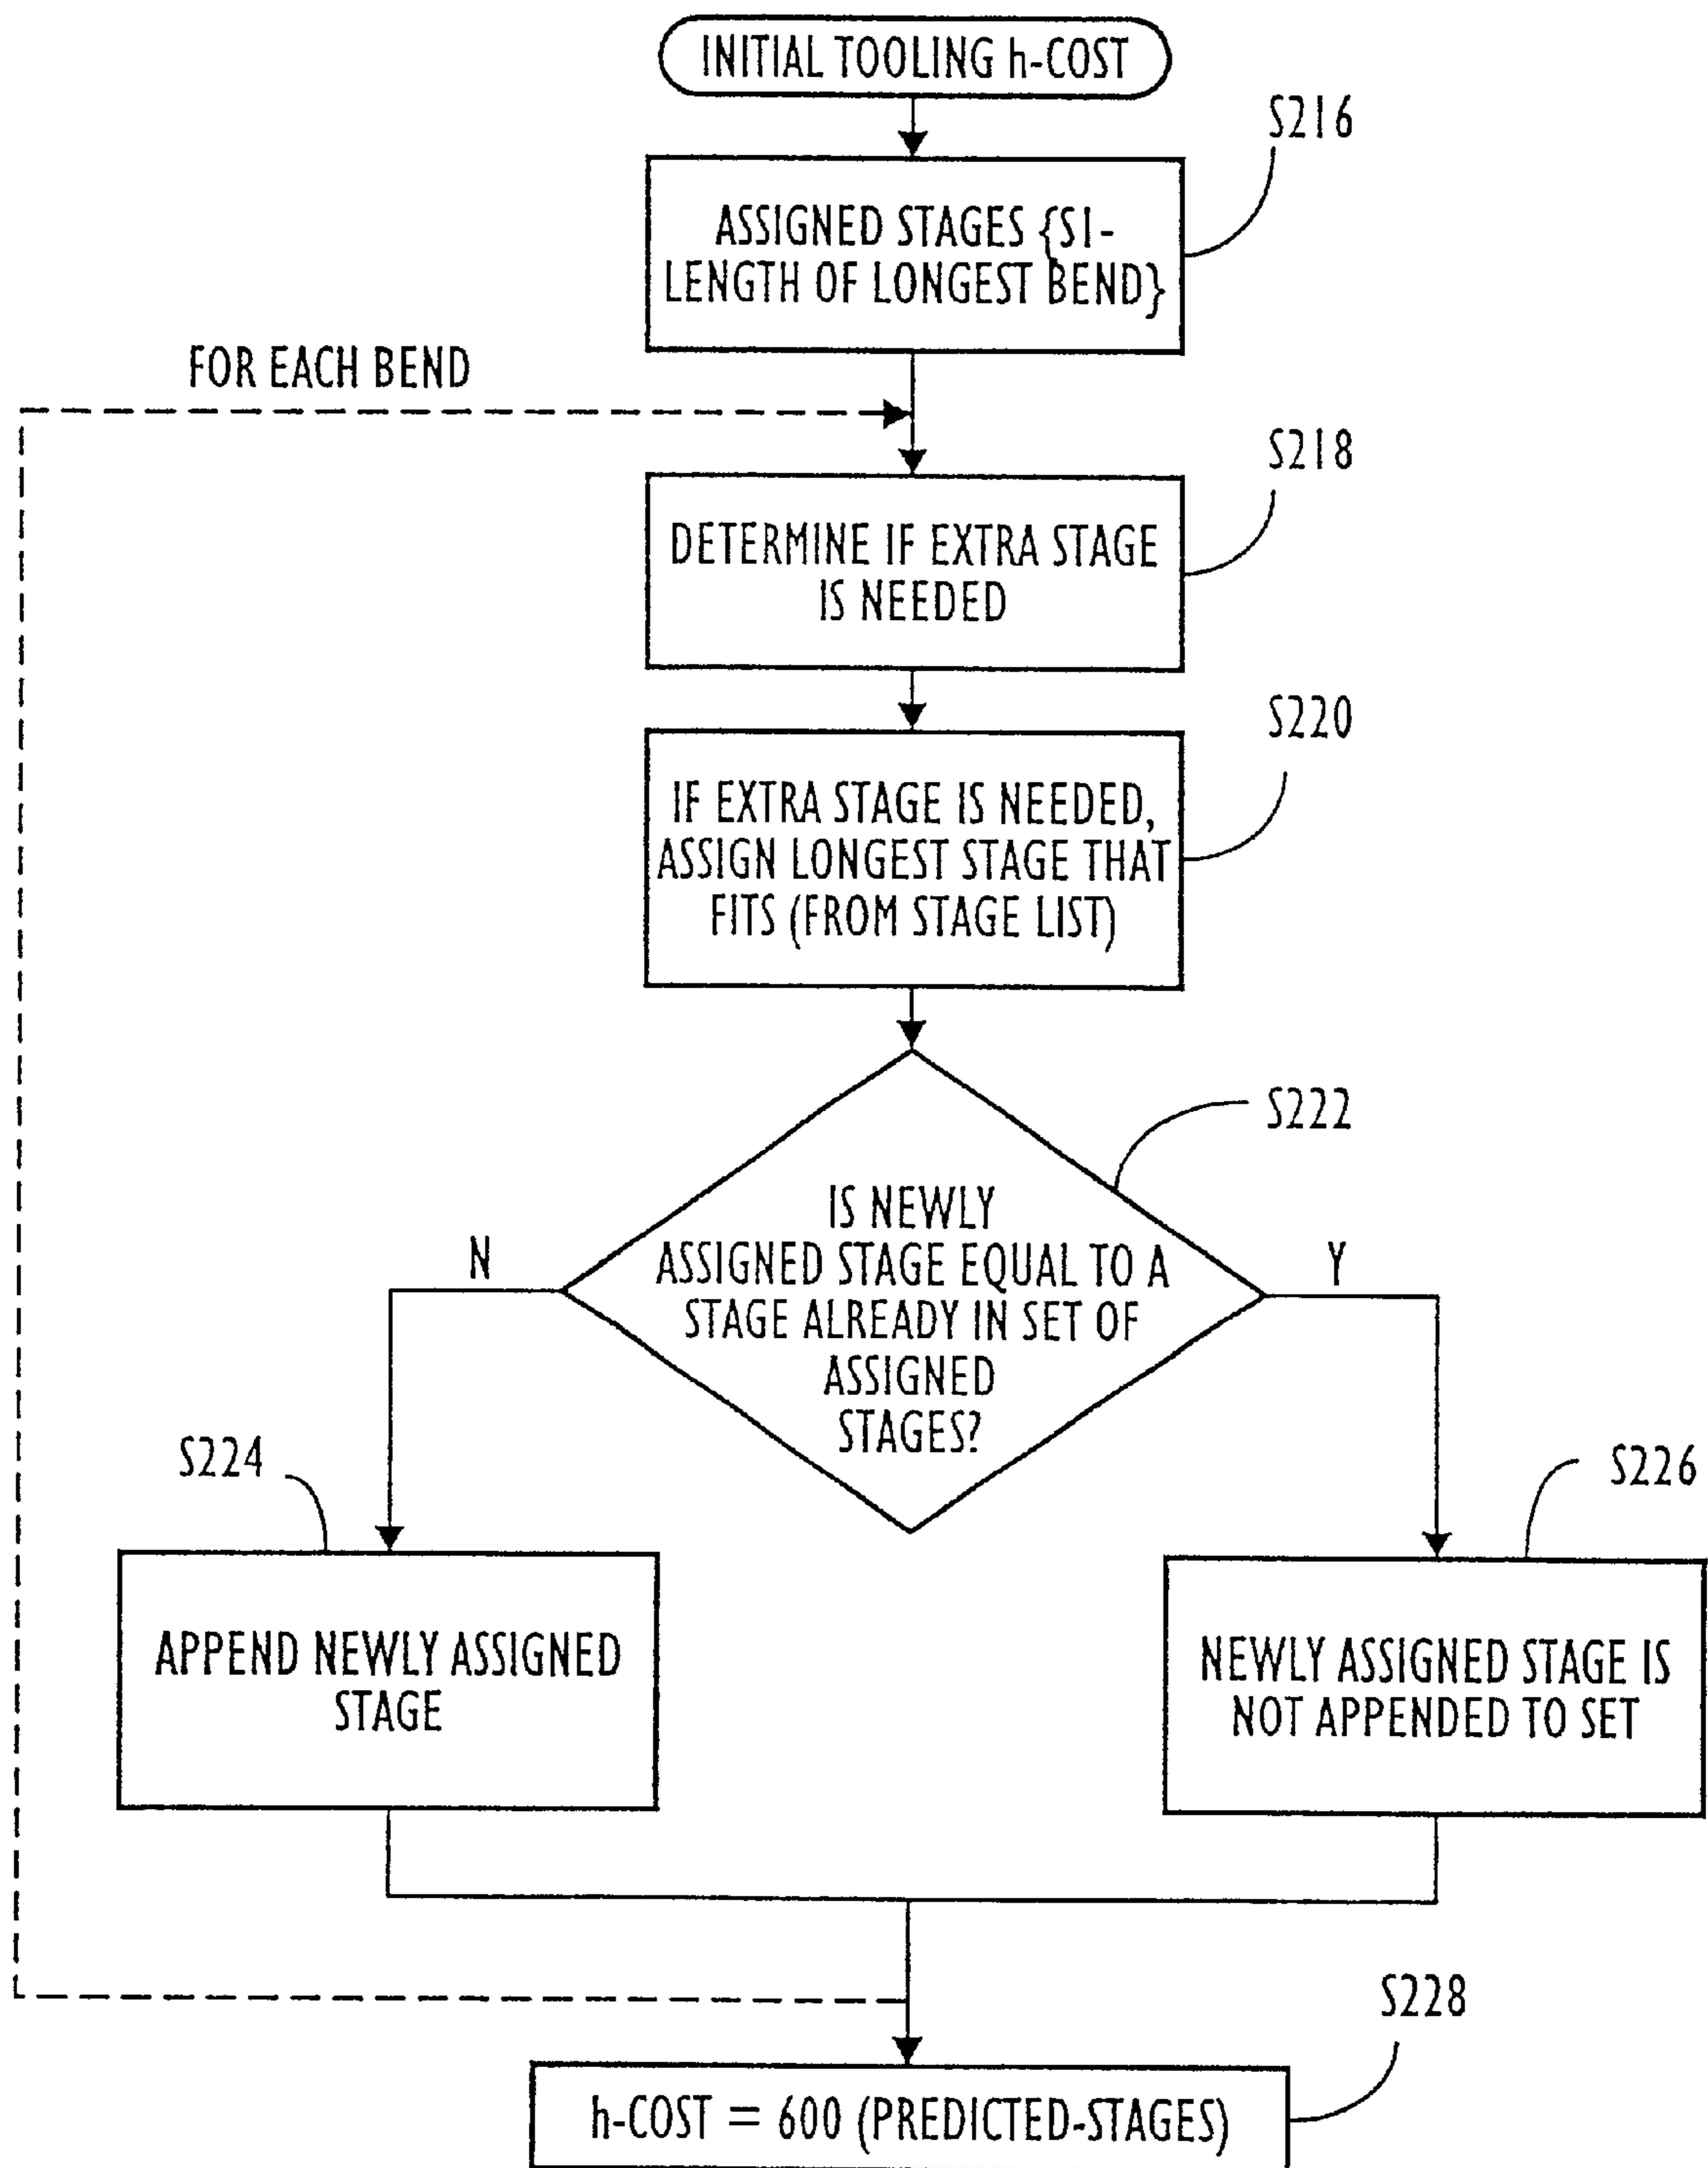 INITIAL TOOLING h-COST
S216
ASSIGNED STAGES {S1-
LENGTH OF LONGEST BEND}
FOR EACH BEND
S218
DETERMINE IF EXTRA STAGE
IS NEEDED
S220
IF EXTRA STAGE IS NEEDED,
ASSIGN LONGEST STAGE THAT
FITS (FROM STAGE LIST)
S222
IS NEWLY
ASSIGNED STAGE EQUAL TO A
STAGE ALREADY IN SET OF
ASSIGNED
STAGES?
N
Y
S224
S226
APPEND NEWLY ASSIGNED
STAGE
NEWLY ASSIGNED STAGE IS
NOT APPENDED TO SET
S228
h-COST = 600 (PREDICTED-STAGES)